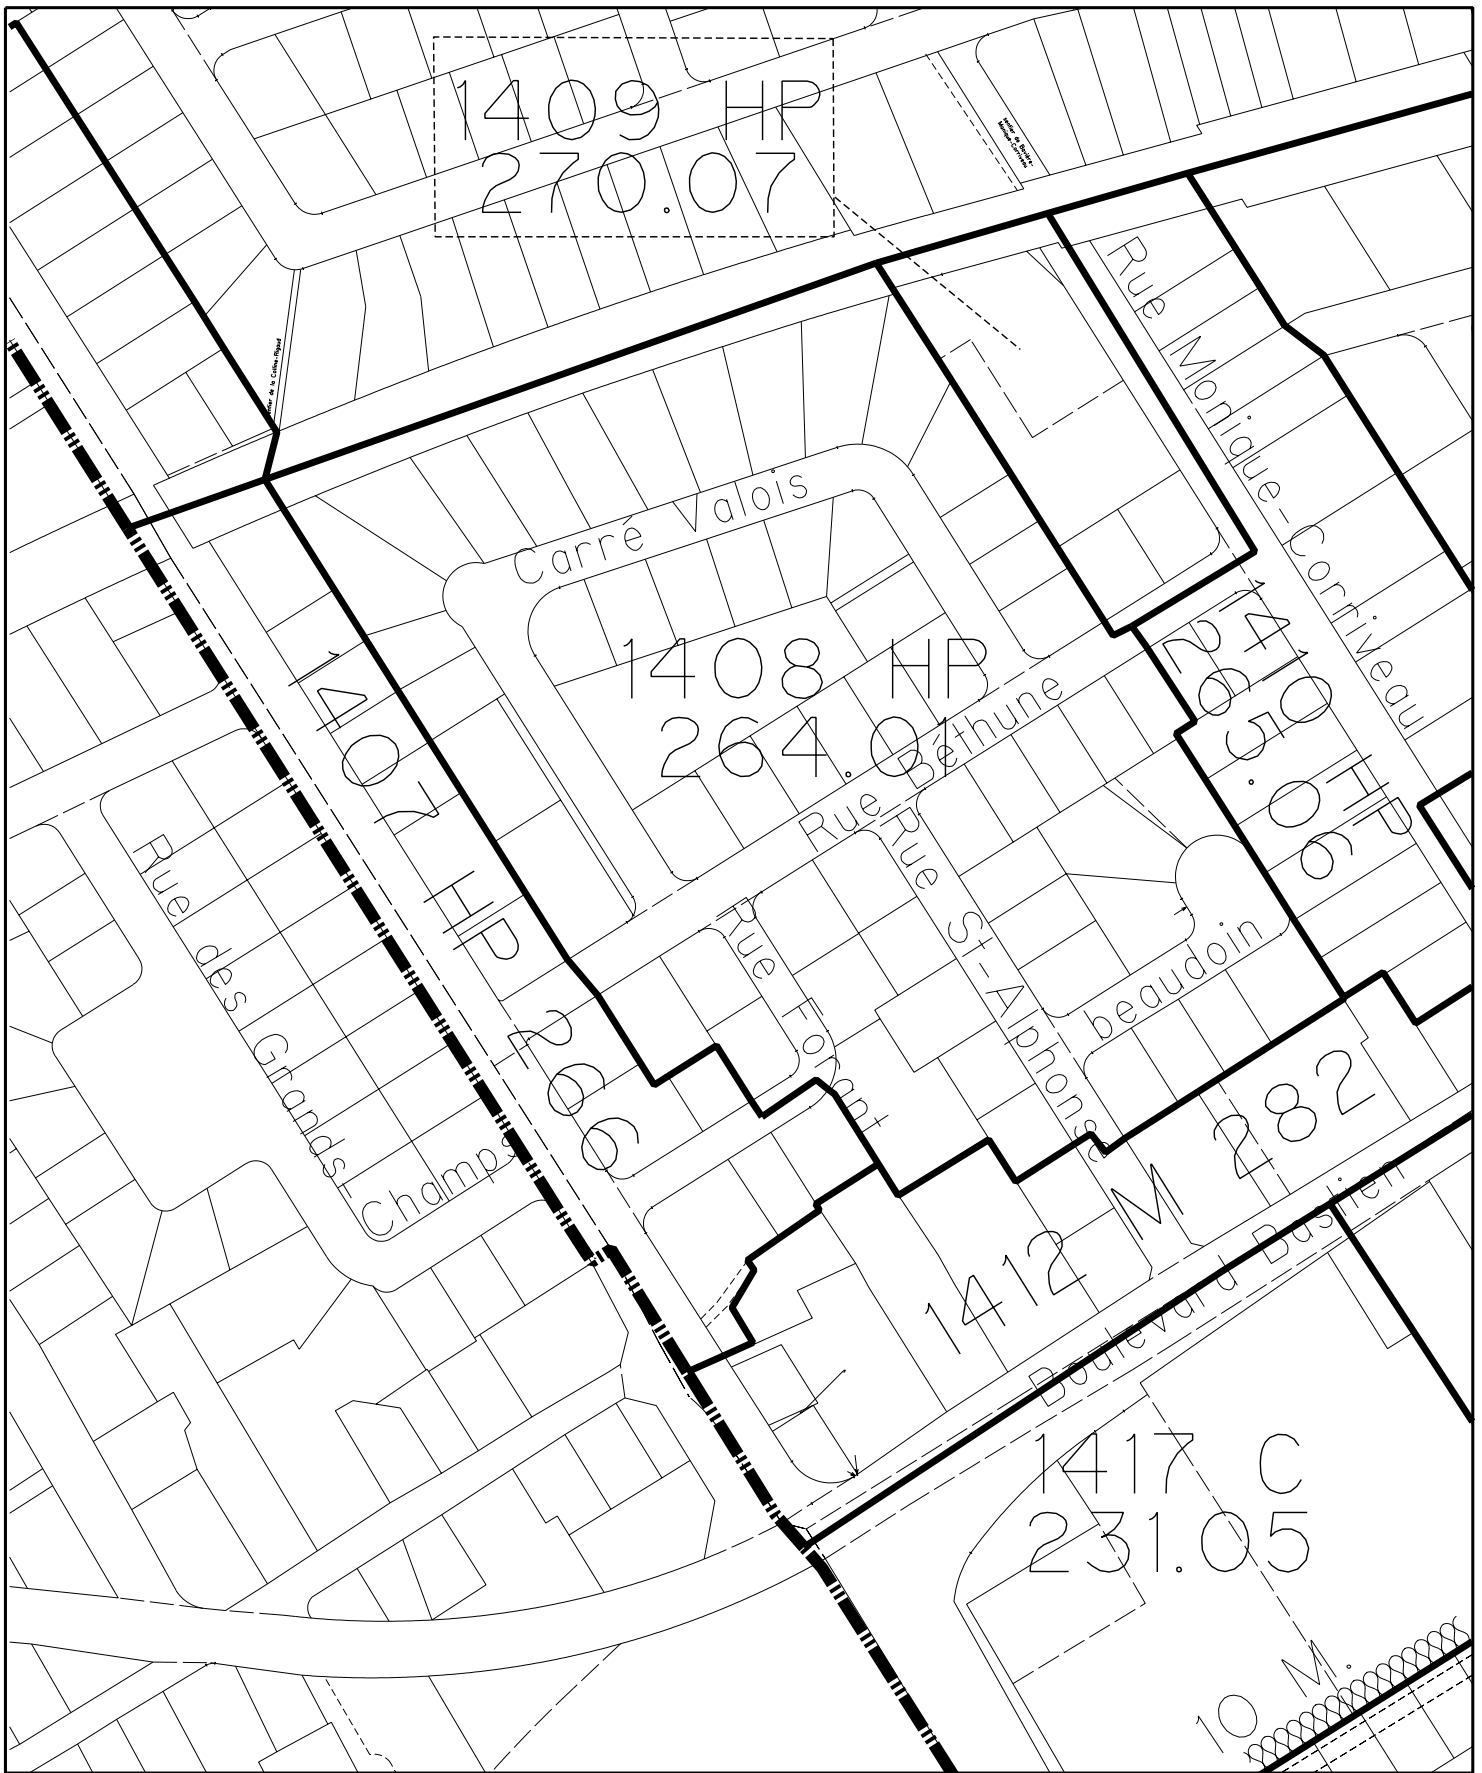 1409 HP
270.07
Rue Monique-Corriveau
Carré Valois
1408 HP
264.01
Rue Béthune
1410 HP
265.06
1407 HP 266
Rue des Grands-
Champs
Rue St-Alphonse
beaudoin
1412 M 282
Boulevard Bastien
1417 C
231.05
10 M.